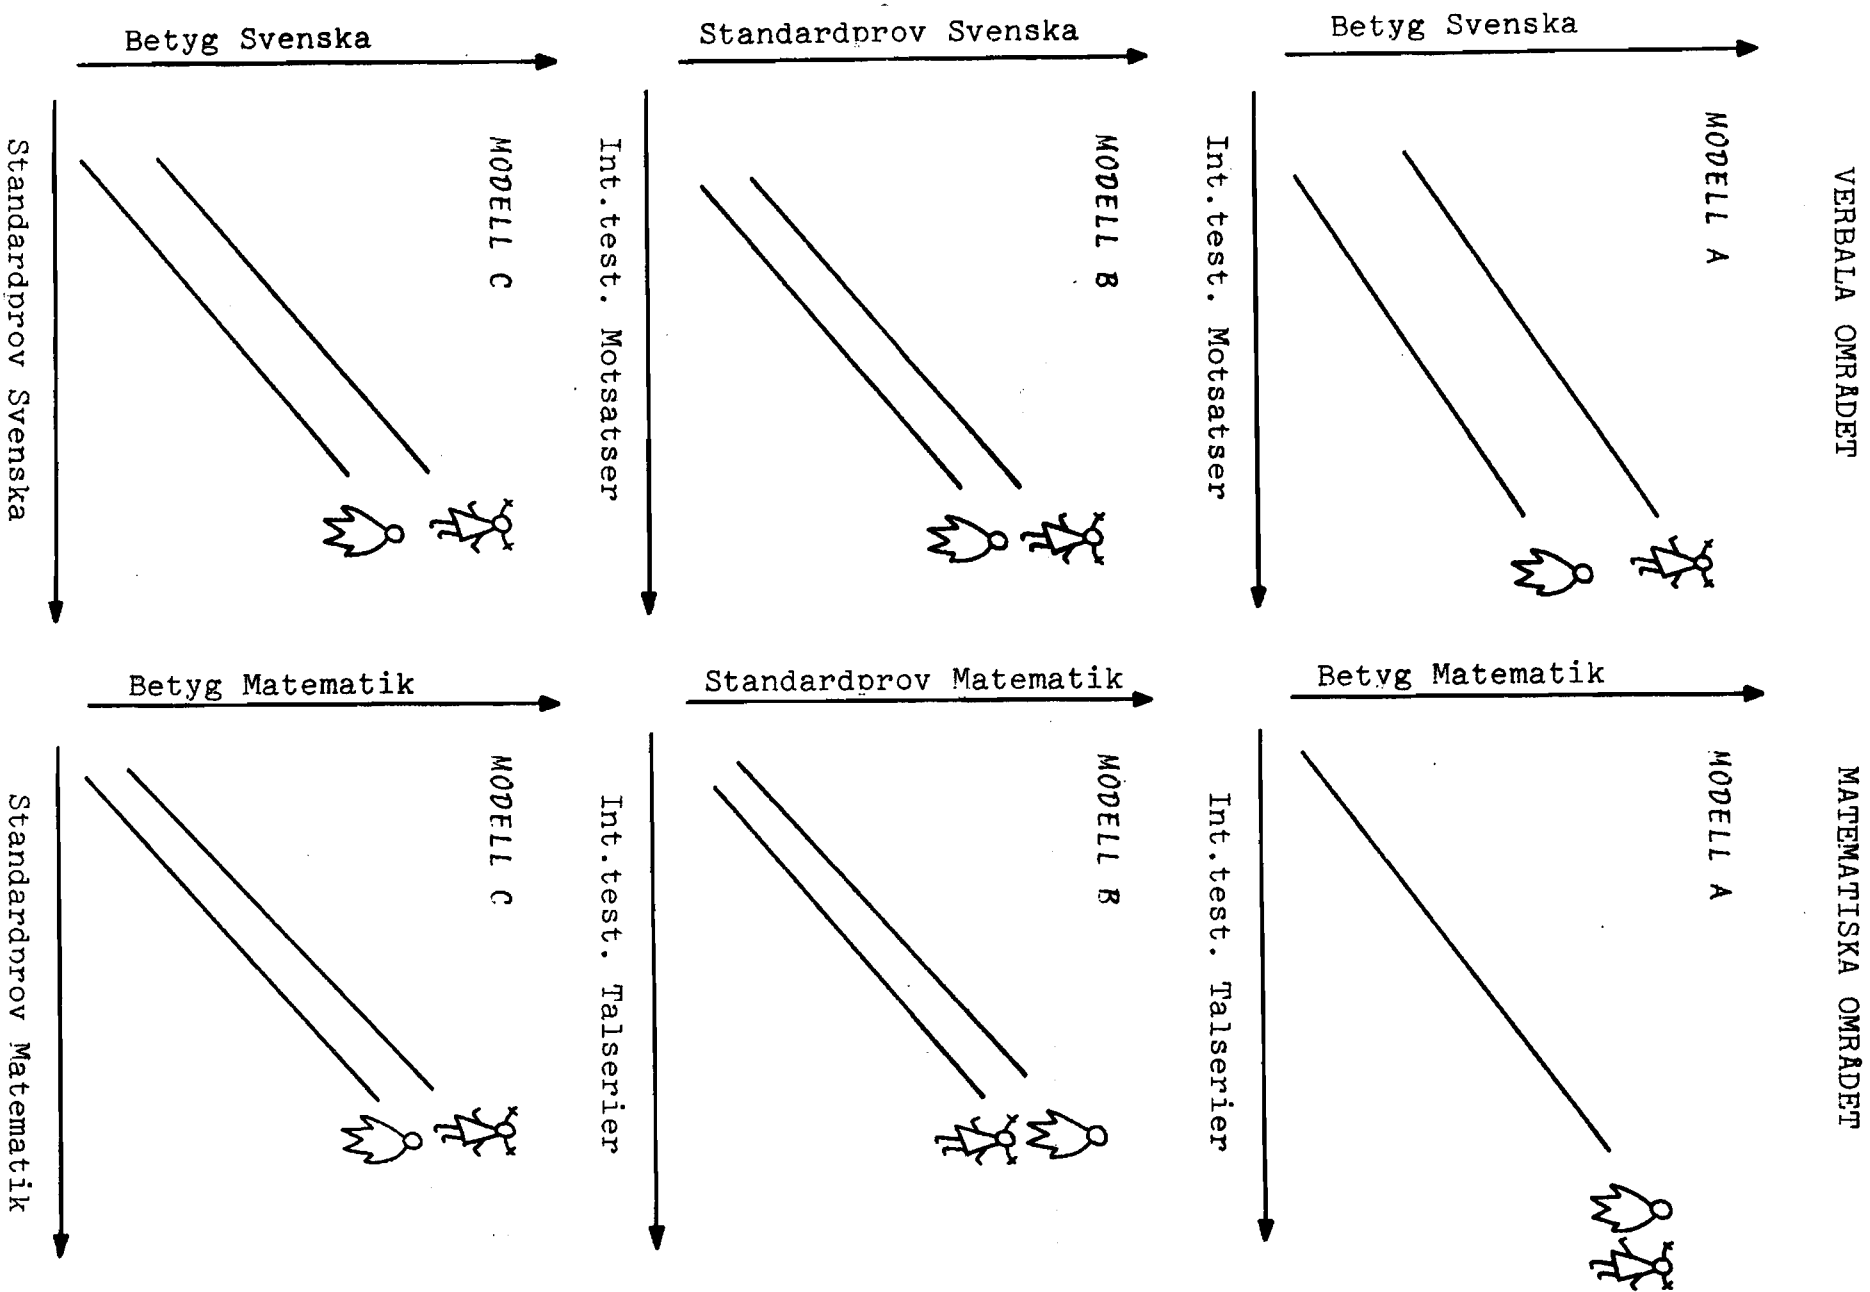 VERBALA OMRÅDET
MATEMATISKA OMRÅDET
Betyg Svenska
MODELL A
Int.test. Motsatser
Betyg Matematik
MODELL A
Int.test. Talserier
Standardprov Svenska
MODELL B
Int.test. Motsatser
Standardprov Matematik
MODELL B
Int.test. Talserier
Betyg Svenska
MODELL C
Standardprov Svenska
Betyg Matematik
MODELL C
Standardprov Matematik